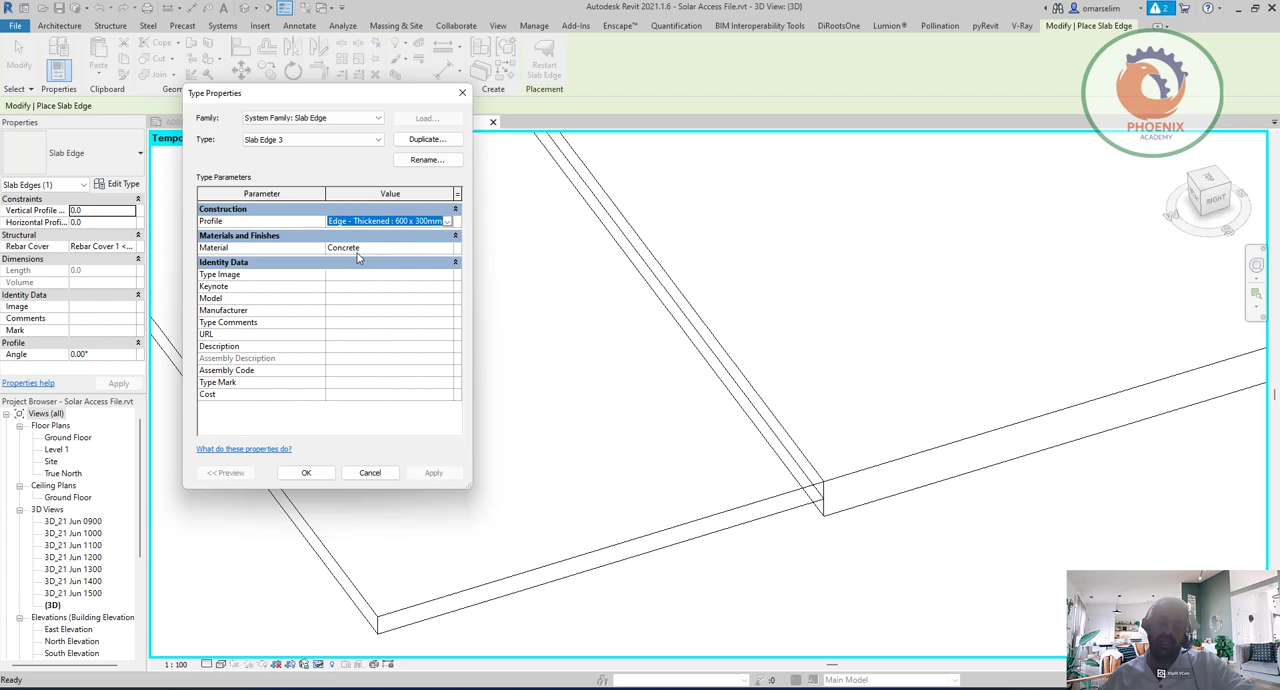 Autodesk Revit 2021.1.6 - Solar Access File.rvt - 3D View: {3D}
omarselim
2
File
Architecture
Structure
Steel
Precast
Systems
Insert
Annotate
Analyze
Massing & Site
Collaborate
View
Manage
Add-Ins
Enscape™
Quantification
BIM Interoperability Tools
DiRootsOne
Lumion®
Pollination
pyRevit
V-Ray
Modify | Place Slab Edge
Modify
Paste
Cope
Cut
Join
Restart
Slab Edge
Select
Properties
Clipboard
Geom
Create
Placement
Modify | Place Slab Edge
PHOENIX
ACADEMY
Properties
Slab Edge
Slab Edges (1)
Edit Type
Constraints
Vertical Profile ...
0.0
Horizontal Profi...
0.0
Structural
Rebar Cover
Rebar Cover 1 <...
Dimensions
Length
0.0
Volume
Identity Data
Image
Comments
Mark
Profile
Angle
0.00°
Properties help
Apply
Project Browser - Solar Access File.rvt
Views (all)
Floor Plans
Ground Floor
Level 1
Site
True North
Ceiling Plans
Ground Floor
3D Views
3D_21 Jun 0900
3D_21 Jun 1000
3D_21 Jun 1100
3D_21 Jun 1200
3D_21 Jun 1300
3D_21 Jun 1400
3D_21 Jun 1500
{3D}
Elevations (Building Elevation
East Elevation
North Elevation
South Elevation
Tempo
Type Properties
Family:
System Family: Slab Edge
Load...
Type:
Slab Edge 3
Duplicate...
Rename...
Type Parameters
Parameter
Value
=
Construction
Profile
Edge - Thickened : 600 x 300mm
Materials and Finishes
Material
Concrete
Identity Data
Type Image
Keynote
Model
Manufacturer
Type Comments
URL
Description
Assembly Description
Assembly Code
Type Mark
Cost
What do these properties do?
<< Preview
OK
Cancel
Apply
TOP
RIGHT
1 : 100
:0
Main Model
XSplit VCam